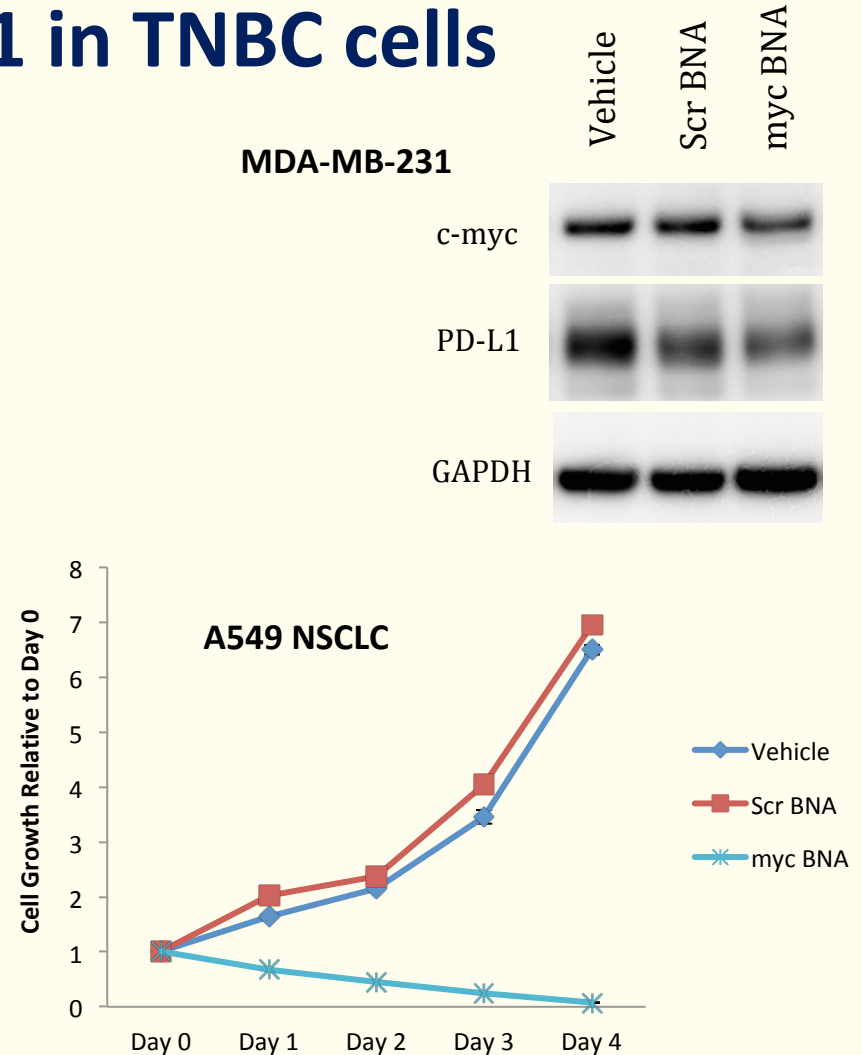 1 in TNBC cells
Vehicle
Scr BNA
myc BNA
MDA-MB-231
c-myc
PD-L1
GAPDH
Cell Growth Relative to Day 0
8
7
6
5
4
3
2
1
0
A549 NSCLC
Vehicle
Scr BNA
myc BNA
Day 0 Day 1 Day 2 Day 3 Day 4